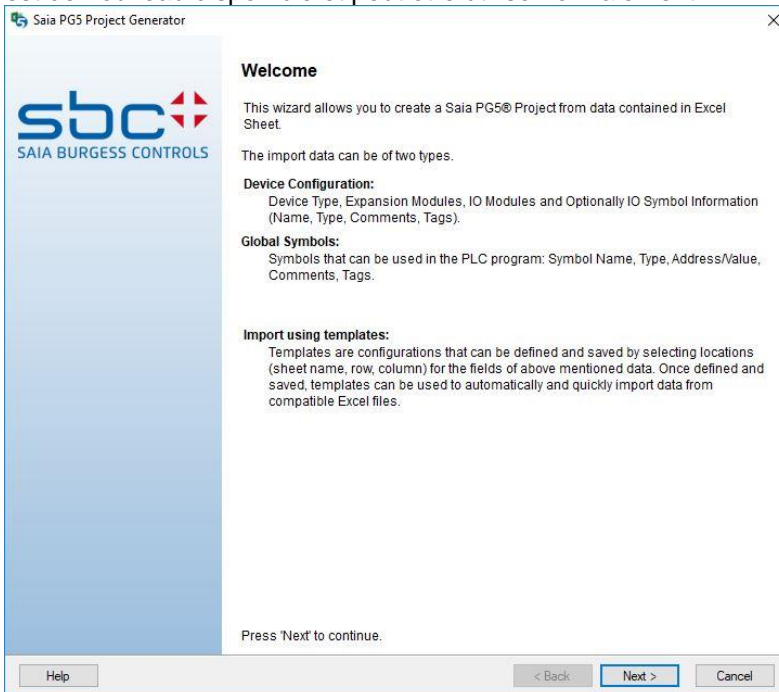 Saia PG5 Project Generator
sbc
SAIA BURGESS CONTROLS
Welcome
This wizard allows you to create a Saia PG5® Project from data contained in Excel
Sheet.
The import data can be of two types.
Device Configuration:
Device Type, Expansion Modules, IO Modules and Optionally IO Symbol Information
(Name, Type, Comments, Tags).
Global Symbols:
Symbols that can be used in the PLC program: Symbol Name, Type, Address/Value,
Comments, Tags.
Import using templates:
Templates are configurations that can be defined and saved by selecting locations
(sheet name, row, column) for the fields of above mentioned data. Once defined and
saved, templates can be used to automatically and quickly import data from
compatible Excel files.
Press 'Next' to continue.
Help
< Back
Next >
Cancel